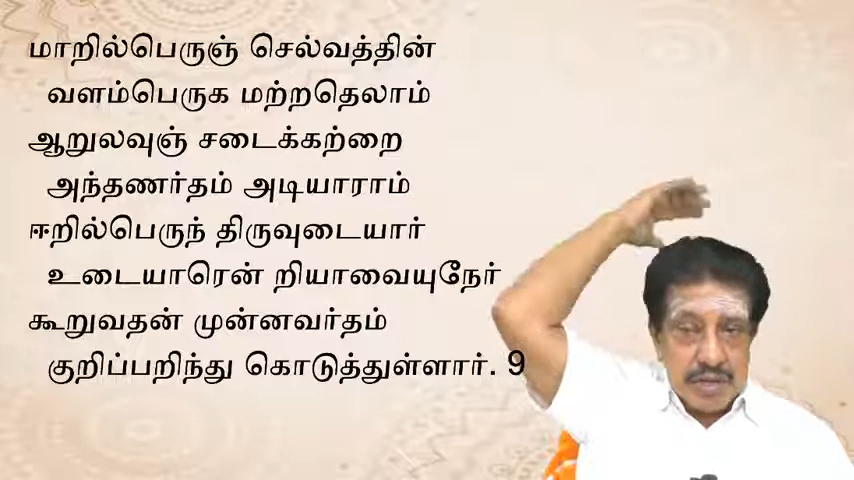 மாறில்பெருஞ் செல்வத்தின்
வளம்பெருக மற்றதெலாம்
ஆறுலவுஞ் சடைக்கற்றை
அந்தணர்தம் அடியாராம்
ஈறில்பெருந் திருவுடையார்
உடையாரென் றியாவையுநேர்
கூறுவதன் முன்னவர்தம்
குறிப்பறிந்து கொடுத்துள்ளார். 9